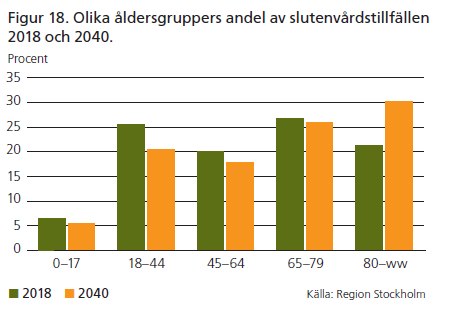 Figur 18. Olika åldersgruppers andel av slutenvårdstillfällen
2018 och 2040.
Procent
35
30
25
20
15
10
5
0
0–17 18–44 45–64 65–79 80–ww
2018 2040 Källa: Region Stockholm